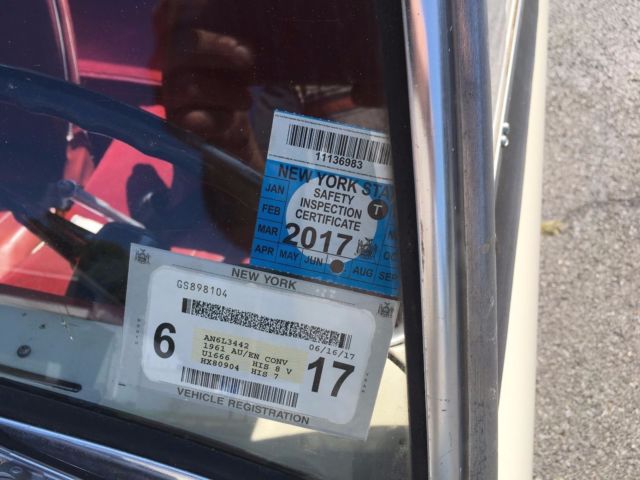 11136983
NEW YORK STA
SAFETY
INSPECTION
CERTIFICATE
T
2017
JAN
FEB
MAR
APR MAY JUN AUG SEP
NEW YORK
GS898104
6
06/16/17
AN6L3442
1961 AU/EN CONV
U1666 HIS 8 V
HX80904 HIS 7
17
VEHICLE REGISTRATION